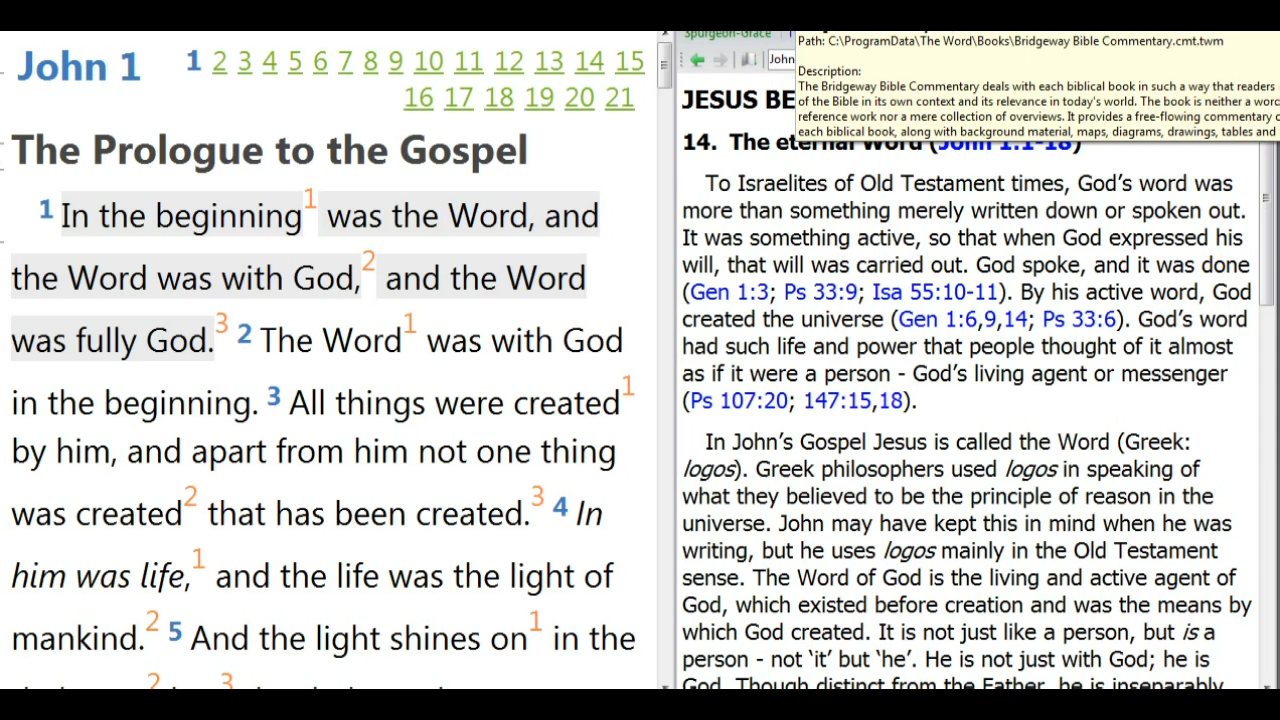 John 1
1 2 3 4 5 6 7 8 9 10 11 12 13 14 15
16 17 18 19 20 21
The Prologue to the Gospel
1 In the beginning1 was the Word, and
the Word was with God,2 and the Word
was fully God.3 2 The Word1 was with God
in the beginning. 3 All things were created1
by him, and apart from him not one thing
was created2 that has been created.3 4 In
him was life,1 and the life was the light of
mankind.2 5 And the light shines on1 in the
2 3
Spurgeon-Grace
John
Path: C:\ProgramData\The Word\Books\Bridgeway Bible Commentary.cmt.twm
Description:
The Bridgeway Bible Commentary deals with each biblical book in such a way that readers
of the Bible in its own context and its relevance in today's world. The book is neither a
reference work nor a mere collection of overviews. It provides a free-flowing commentary
each biblical book, along with background material, maps, diagrams, drawings, tables and
JESUS BE
14. The eternal Word (John 1:1-18)
To Israelites of Old Testament times, God’s word was
more than something merely written down or spoken out.
It was something active, so that when God expressed his
will, that will was carried out. God spoke, and it was done
(Gen 1:3; Ps 33:9; Isa 55:10-11). By his active word, God
created the universe (Gen 1:6,9,14; Ps 33:6). God’s word
had such life and power that people thought of it almost
as if it were a person - God’s living agent or messenger
(Ps 107:20; 147:15,18).
In John’s Gospel Jesus is called the Word (Greek:
logos). Greek philosophers used logos in speaking of
what they believed to be the principle of reason in the
universe. John may have kept this in mind when he was
writing, but he uses logos mainly in the Old Testament
sense. The Word of God is the living and active agent of
God, which existed before creation and was the means by
which God created. It is not just like a person, but is a
person - not ‘it’ but ‘he’. He is not just with God; he is
God. Though distinct from the Father, he is inseparably